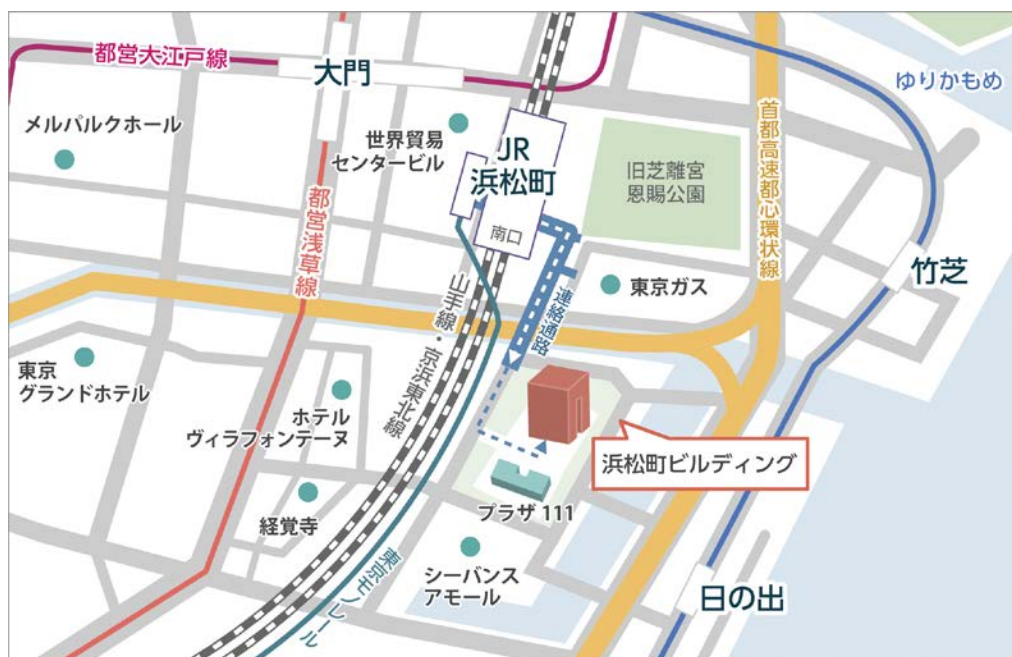 都営大江戸線
大門
ゆりかもめ
メルパルクホール
世界貿易
センタービル
JR
浜松町
南口
旧芝離宮
恩賜公園
首都高速都心環状線
都営浅草線
竹芝
東京ガス
連絡通路
山手線・京浜東北線
東京
グランドホテル
ホテル
ヴィラフォンテーヌ
浜松町ビルディング
プラザ 111
経覚寺
東京モノレール
シーバンス
アモール
日の出